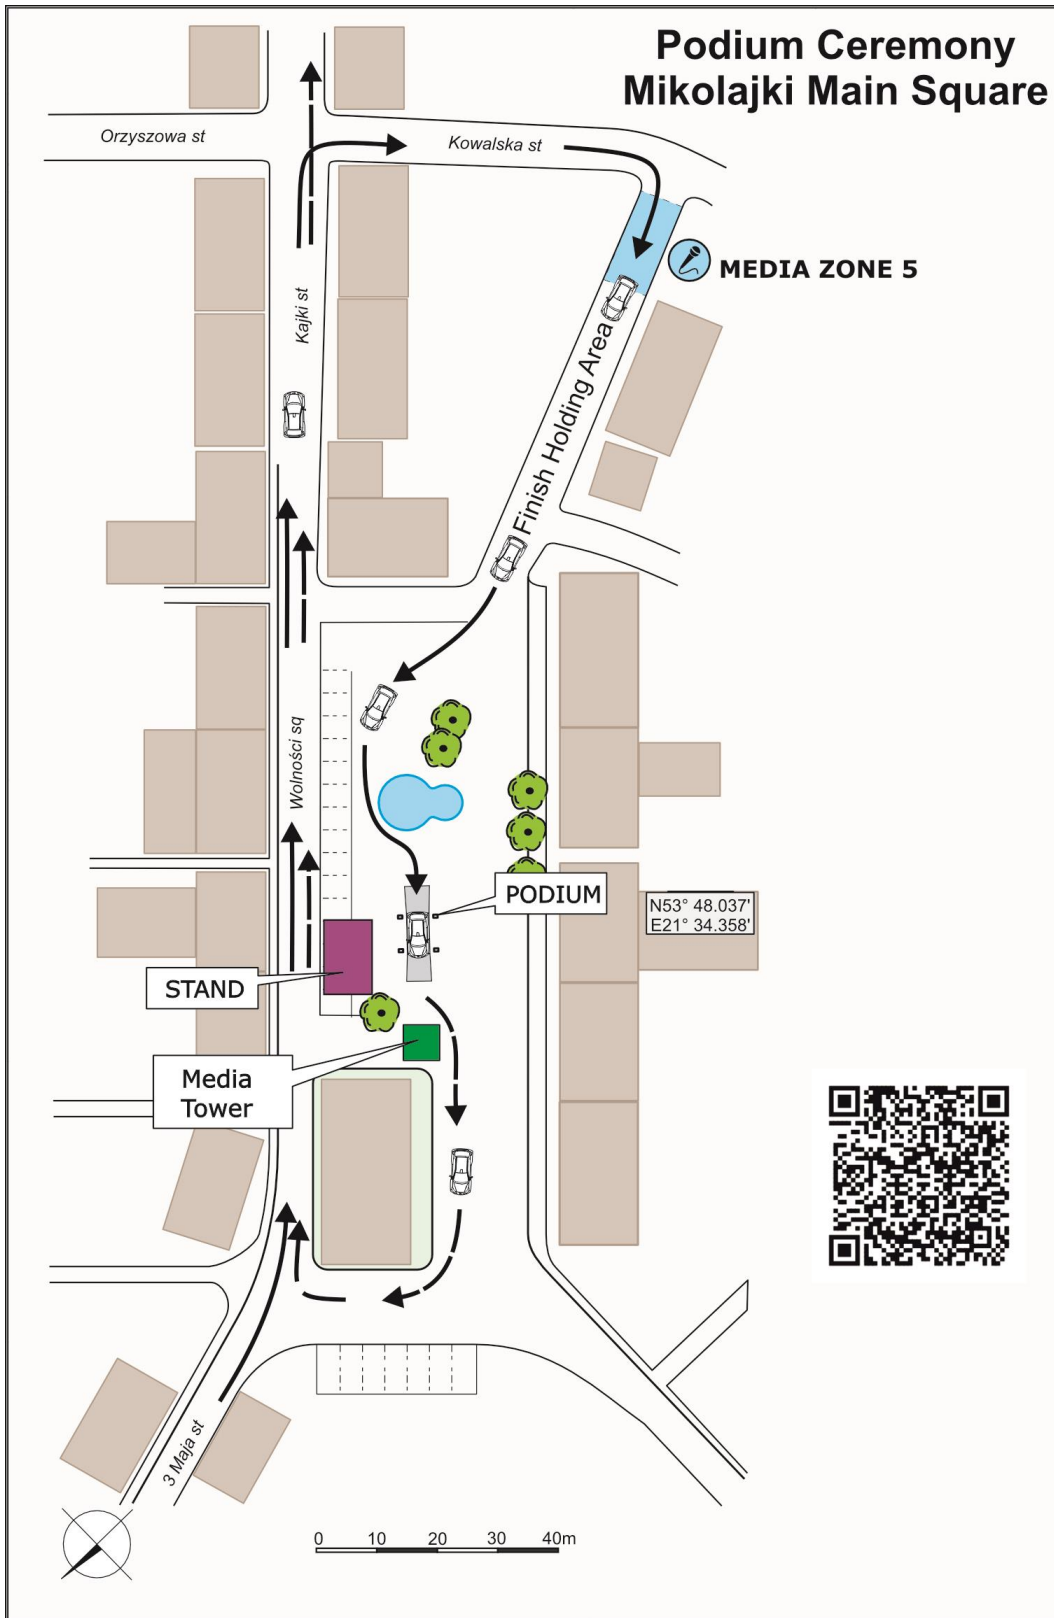 Podium Ceremony
Mikolajki Main Square
Orzyszowa st
Kowalska st
MEDIA ZONE 5
Kajki st
Finish Holding Area
Wolności sq
PODIUM
N53° 48.037'
E21° 34.358'
STAND
Media
Tower
3 Maja st
0 10 20 30 40m